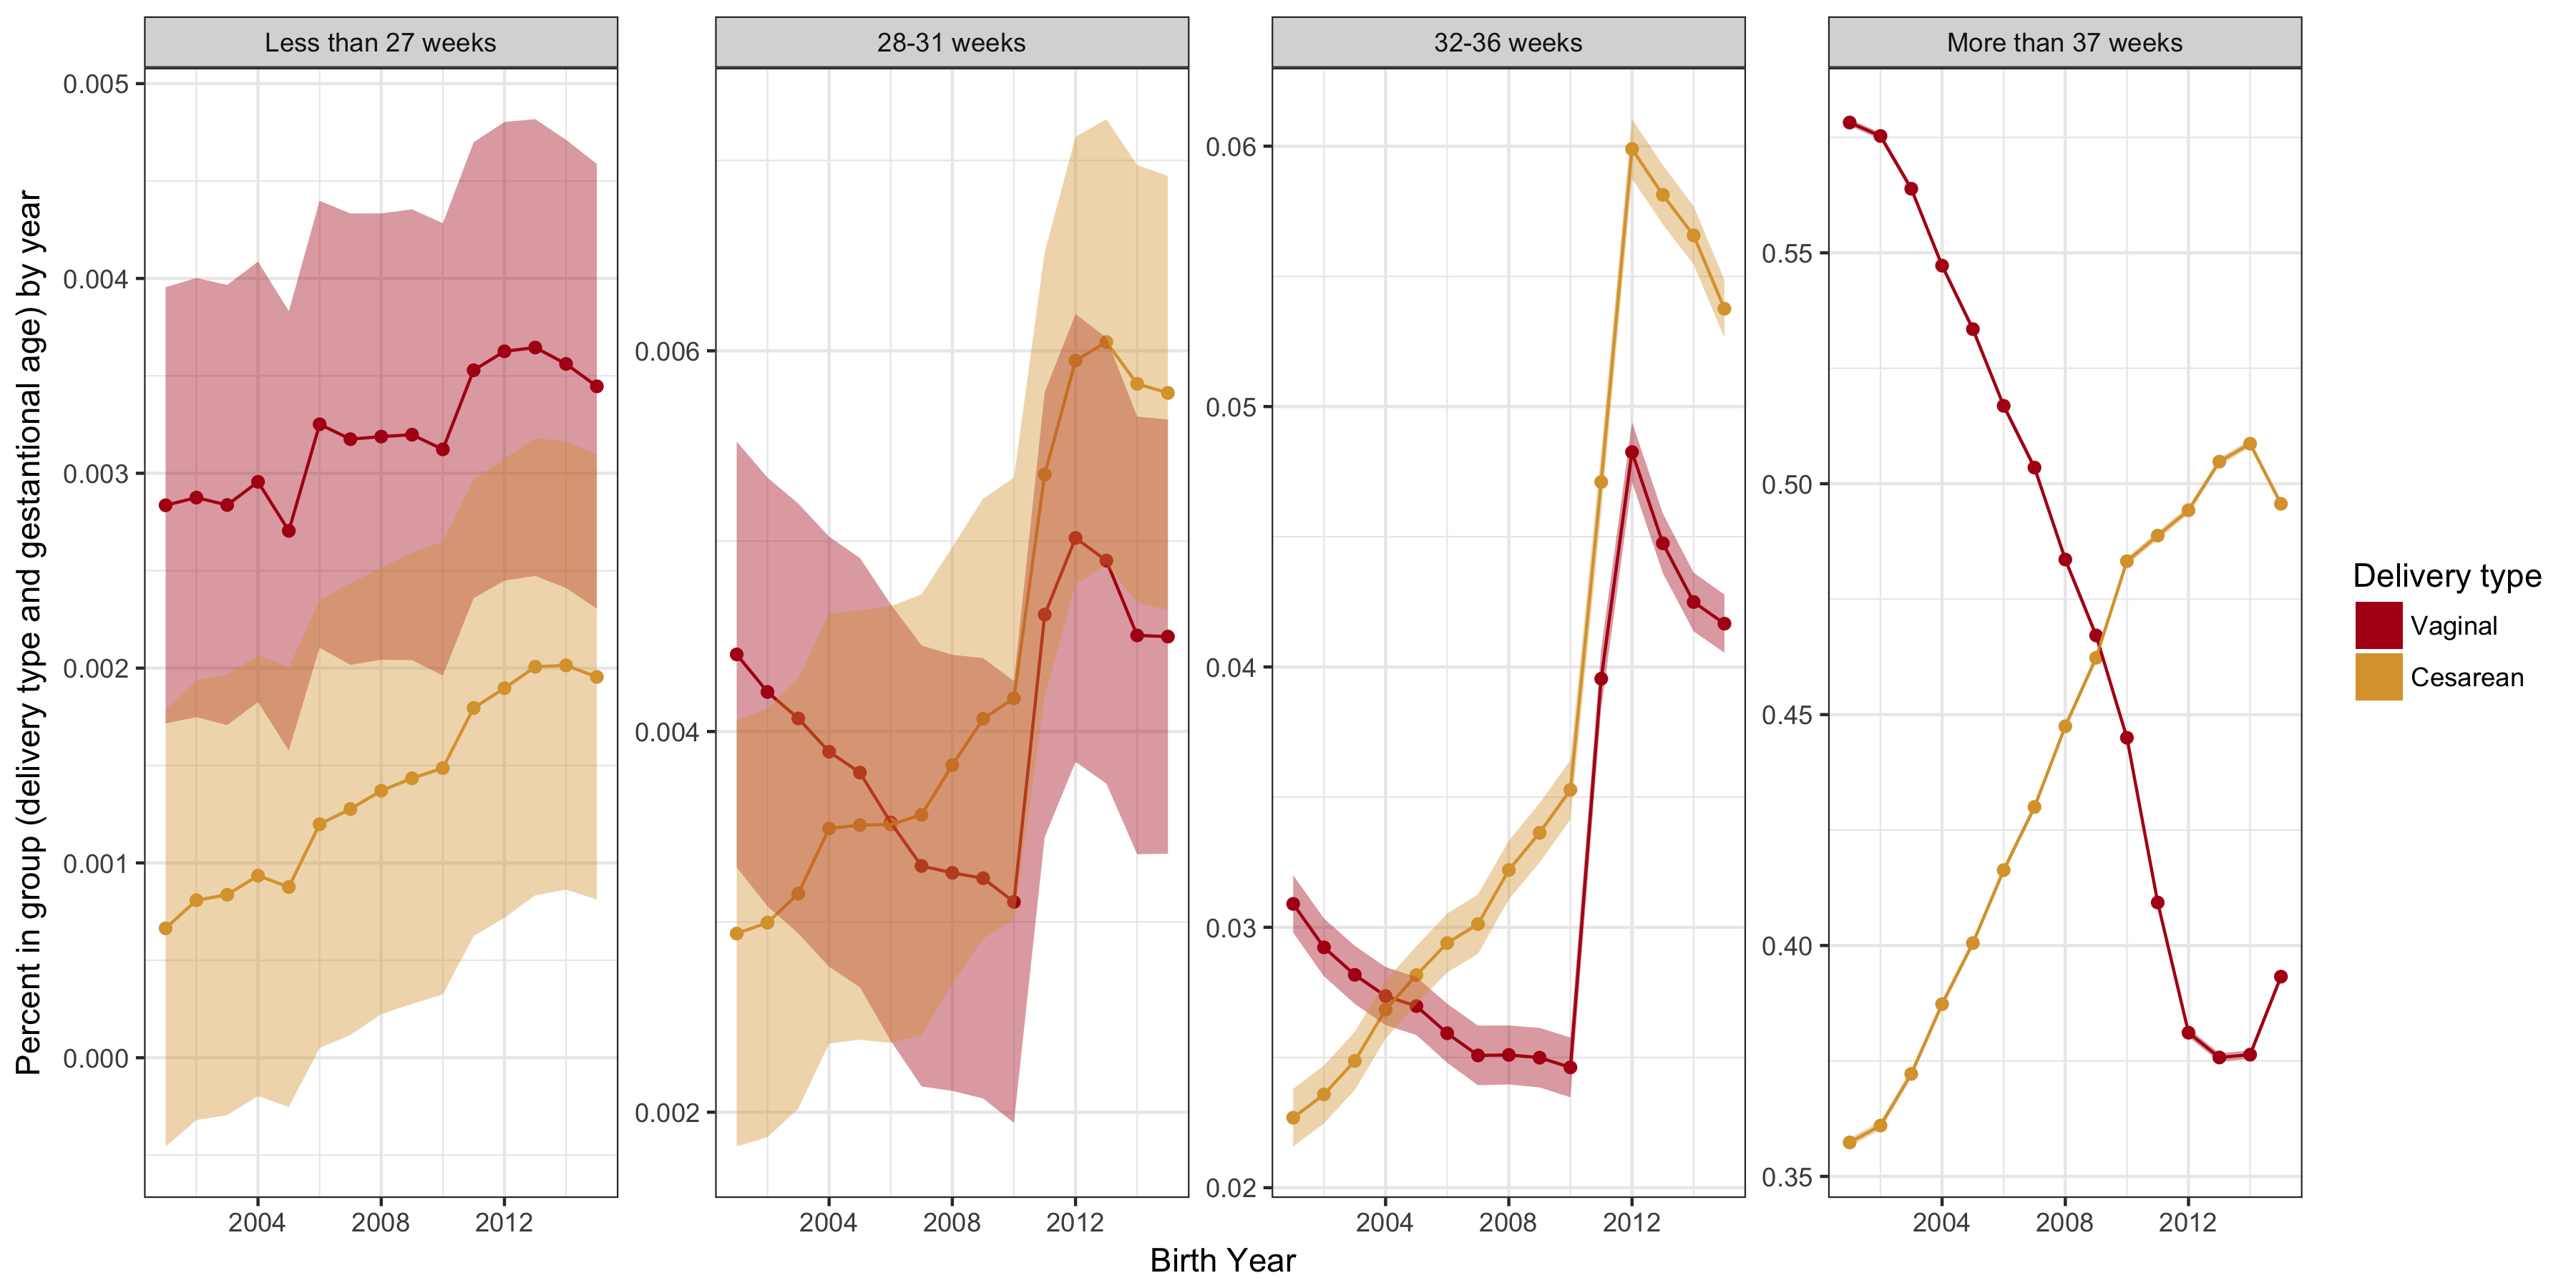 Less than 27 weeks
28-31 weeks
32-36 weeks
More than 37 weeks
Percent in group (delivery type and gestantional age) by year
0.005
0.004
0.003
0.002
0.001
0.000
0.006
0.004
0.002
0.06
0.05
0.04
0.03
0.02
0.55
0.50
0.45
0.40
0.35
2004 2008 2012
2004 2008 2012
2004 2008 2012
2004 2008 2012
Birth Year
Delivery type
Vaginal
Cesarean